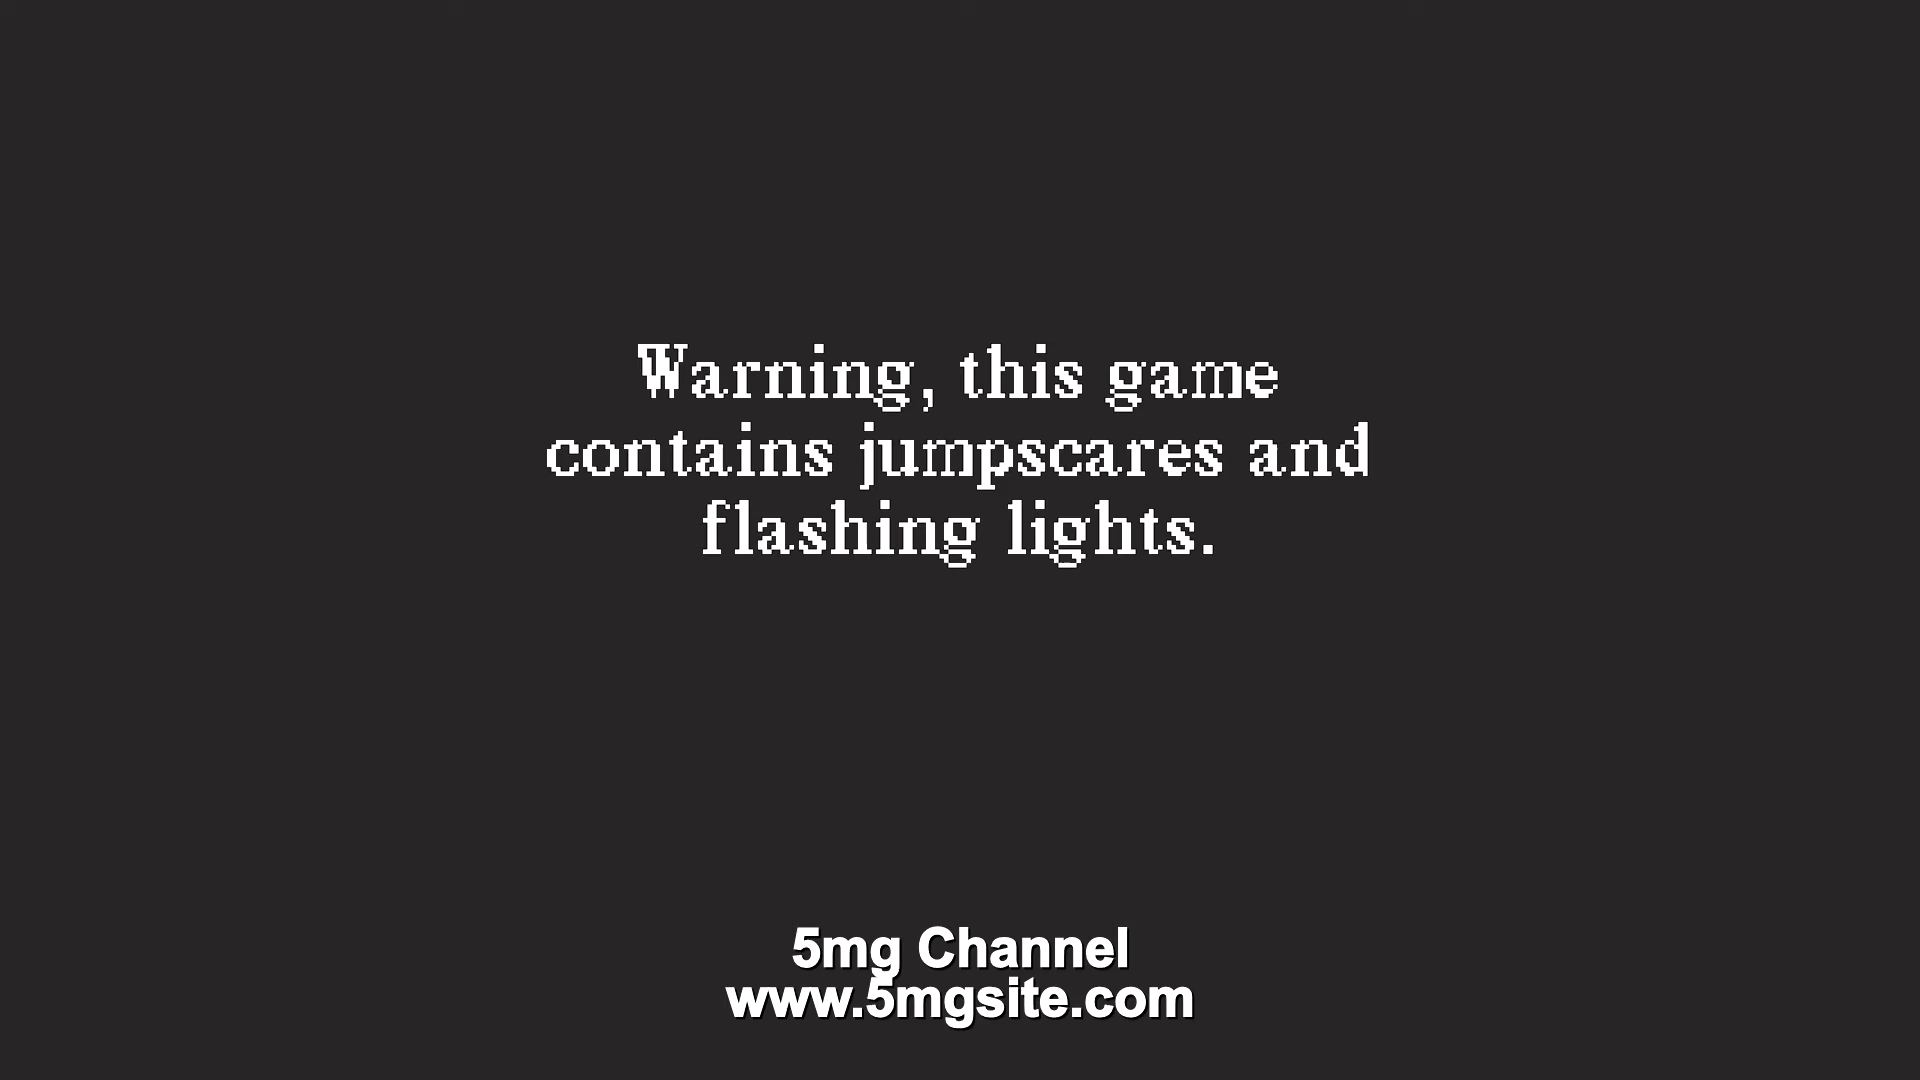 Warning, this game
contains jumpscares and
flashing lights.
5mg Channel
www.5mgsite.com